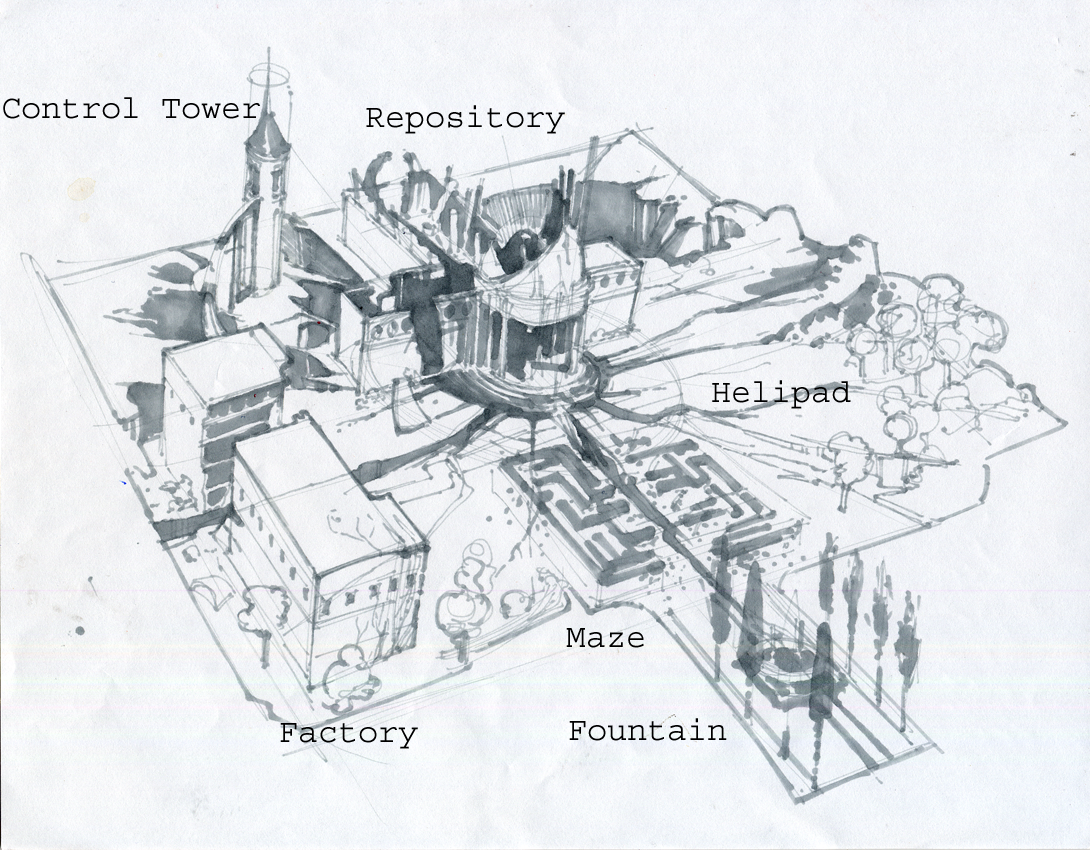 Control Tower
Repository
Helipad
Maze
Fountain
Factory